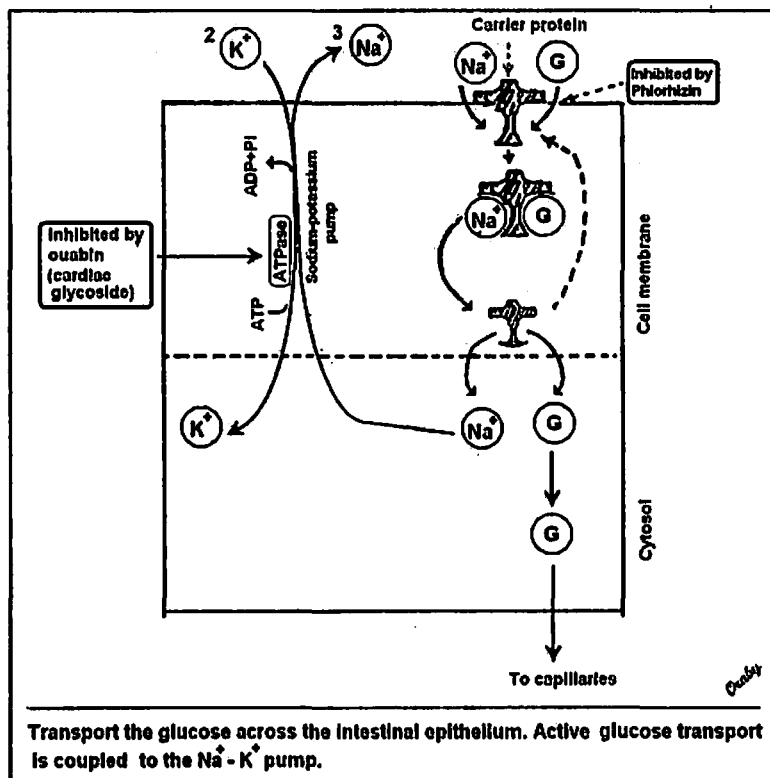 Carrier protein
2 K+
3 Na+
Na+
G
Inhibited by
Phlorhizin
ADP+Pi
Sodium-potassium
pump
ATPase
ATP
Inhibited by
ouabin
(cardiac
glycoside)
Na+
G
Cell membrane
K+
Na+
G
G
Cytosol
To capillaries
Transport the glucose across the intestinal epithelium. Active glucose transport
is coupled to the Na+- K+ pump.